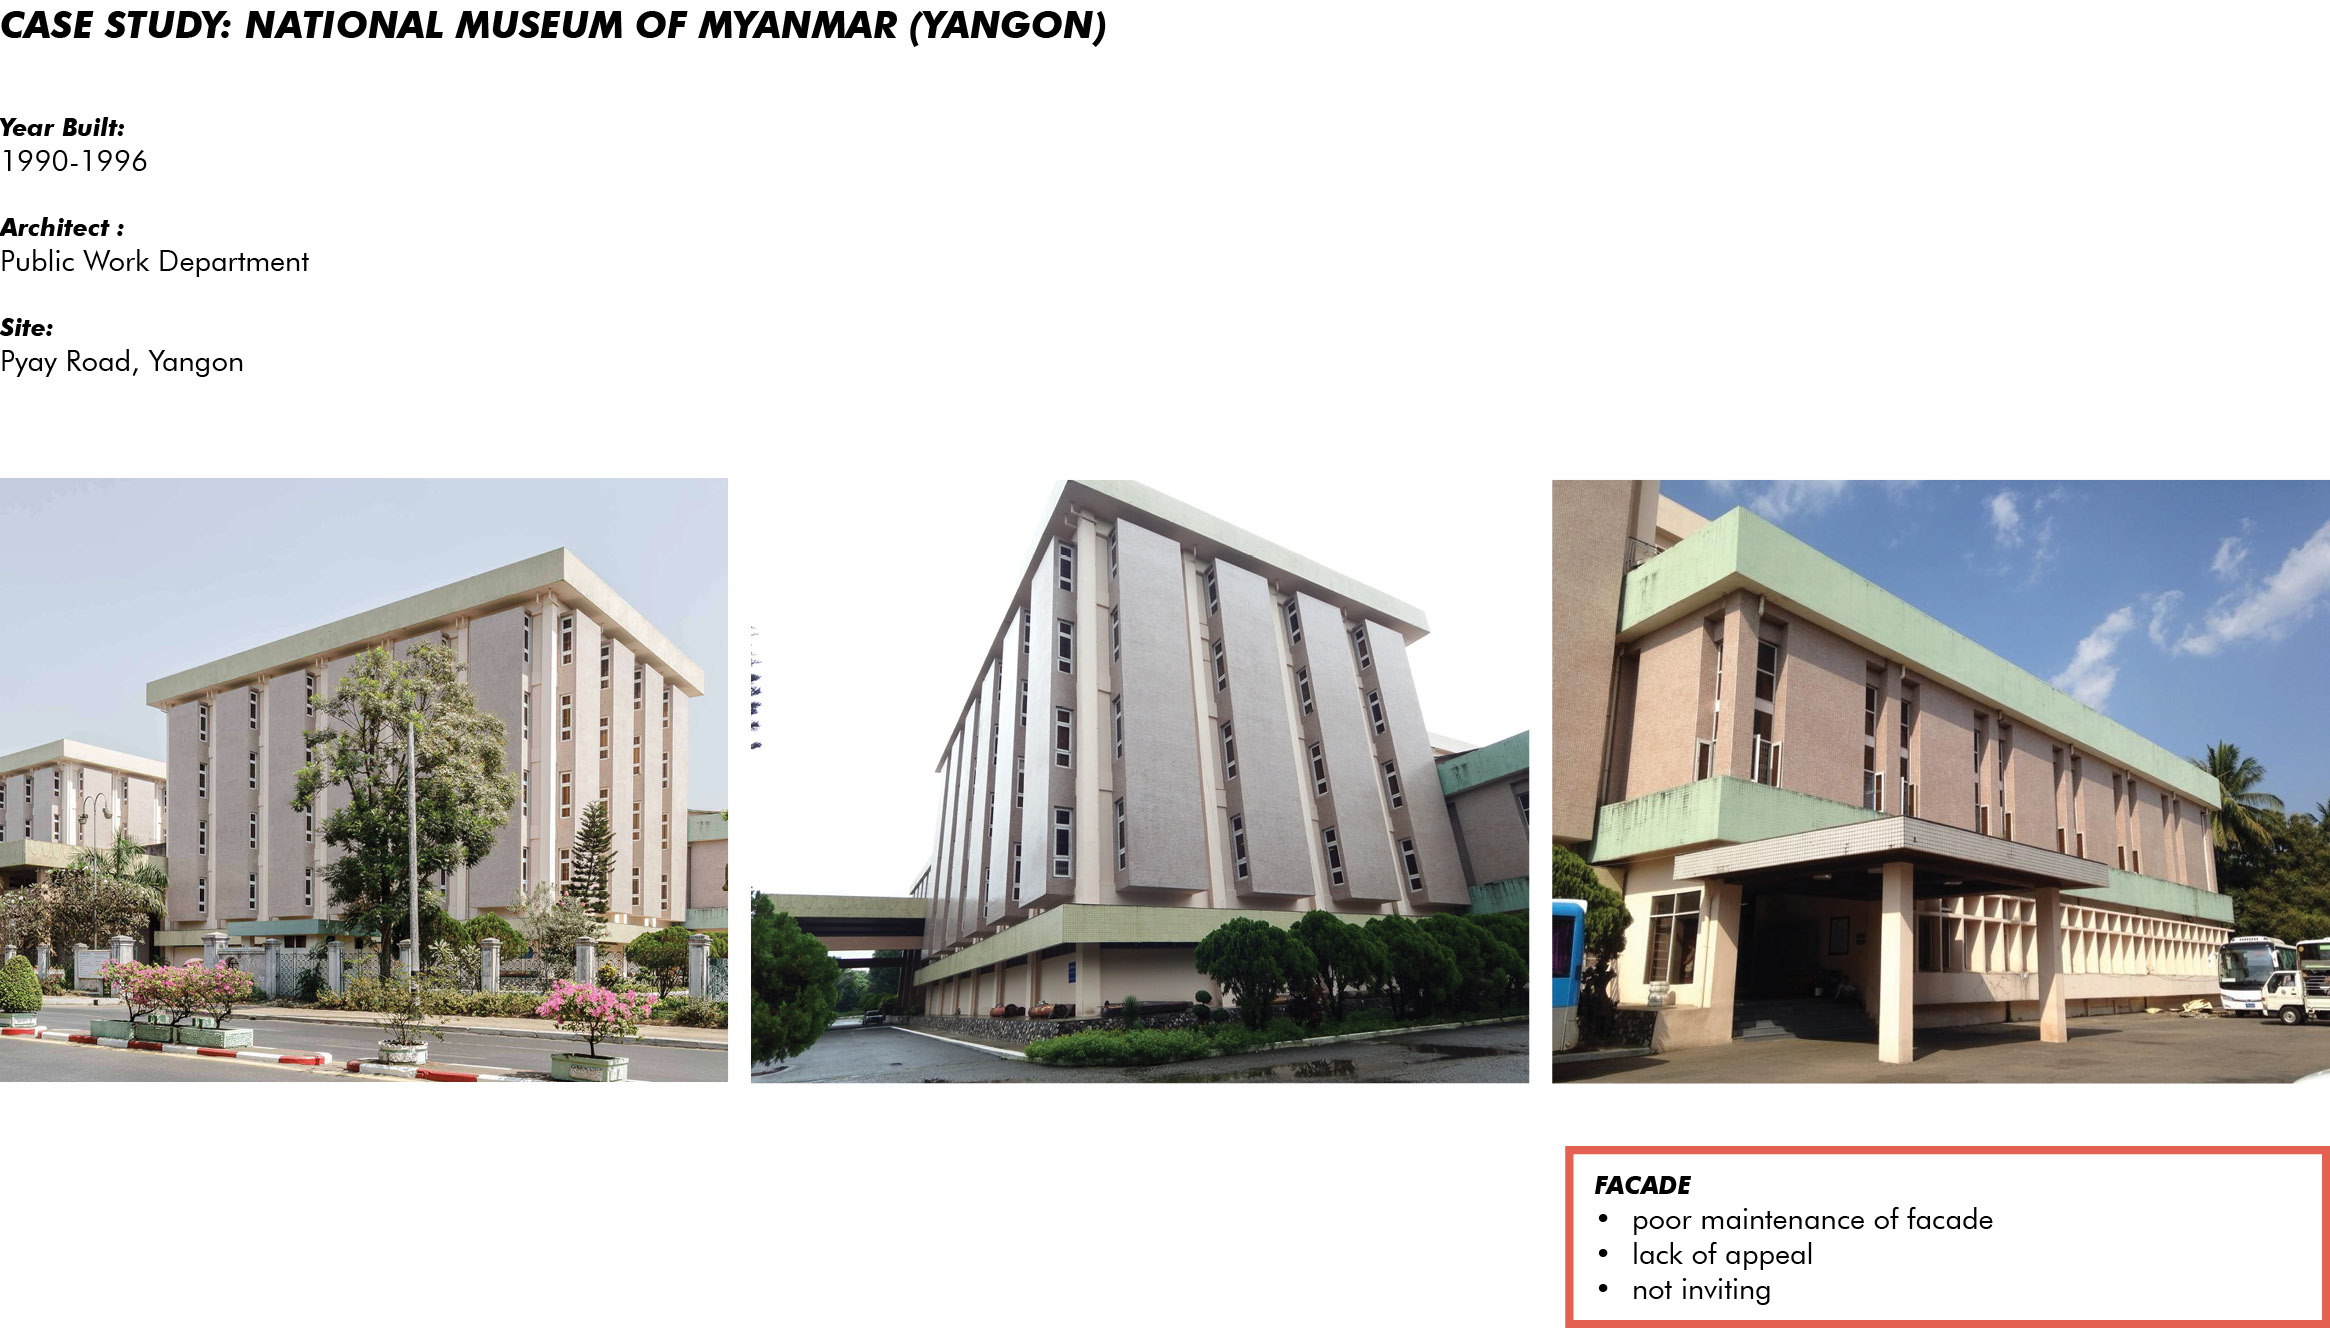 CASE STUDY: NATIONAL MUSEUM OF MYANMAR (YANGON)
Year Built:
1990-1996
Architect :
Public Work Department
Site:
Pyay Road, Yangon
FACADE
• poor maintenance of facade
• lack of appeal
• not inviting